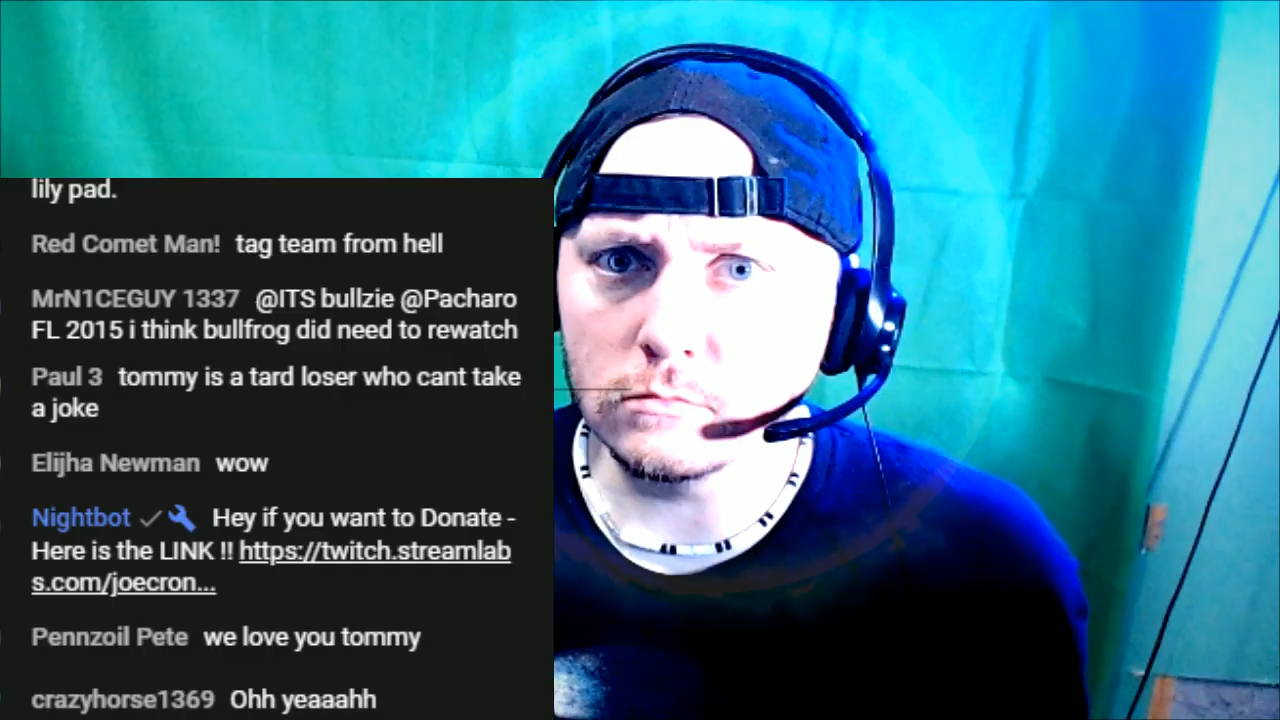 lily pad.
Red Comet Man! tag team from hell
MrN1CEGUY 1337 @ITS bullzie @Pacharo
FL 2015 i think bullfrog did need to rewatch
Paul 3 tommy is a tard loser who cant take
a joke
Elijha Newman wow
Nightbot Hey if you want to Donate -
Here is the LINK !! https://twitch.streamlab
s.com/joecron...
Pennzoil Pete we love you tommy
crazyhorse1369 Ohh yeaaahh